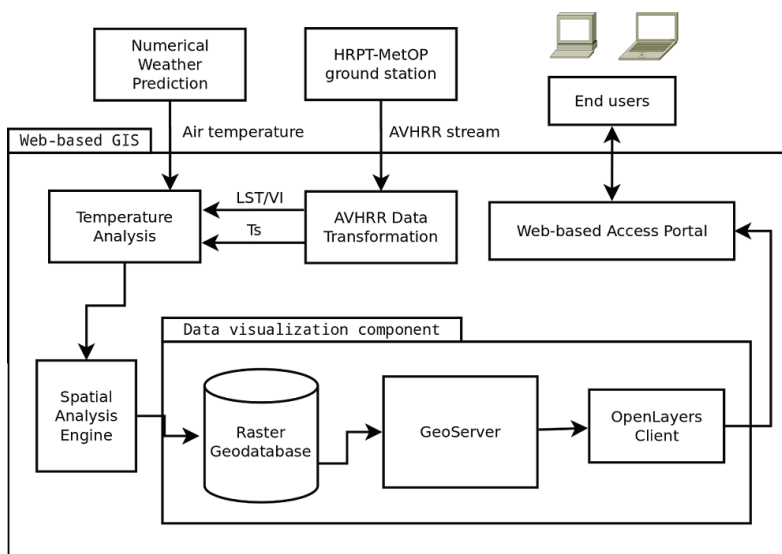 Numerical
Weather
Prediction
HRPT-MetOP
ground station
End users
Air temperature
AVHRR stream
Web-based GIS
LST/VI
Ts
Temperature
Analysis
AVHRR Data
Transformation
Web-based Access Portal
Data visualization component
Spatial
Analysis
Engine
Raster
Geodatabase
GeoServer
OpenLayers
Client